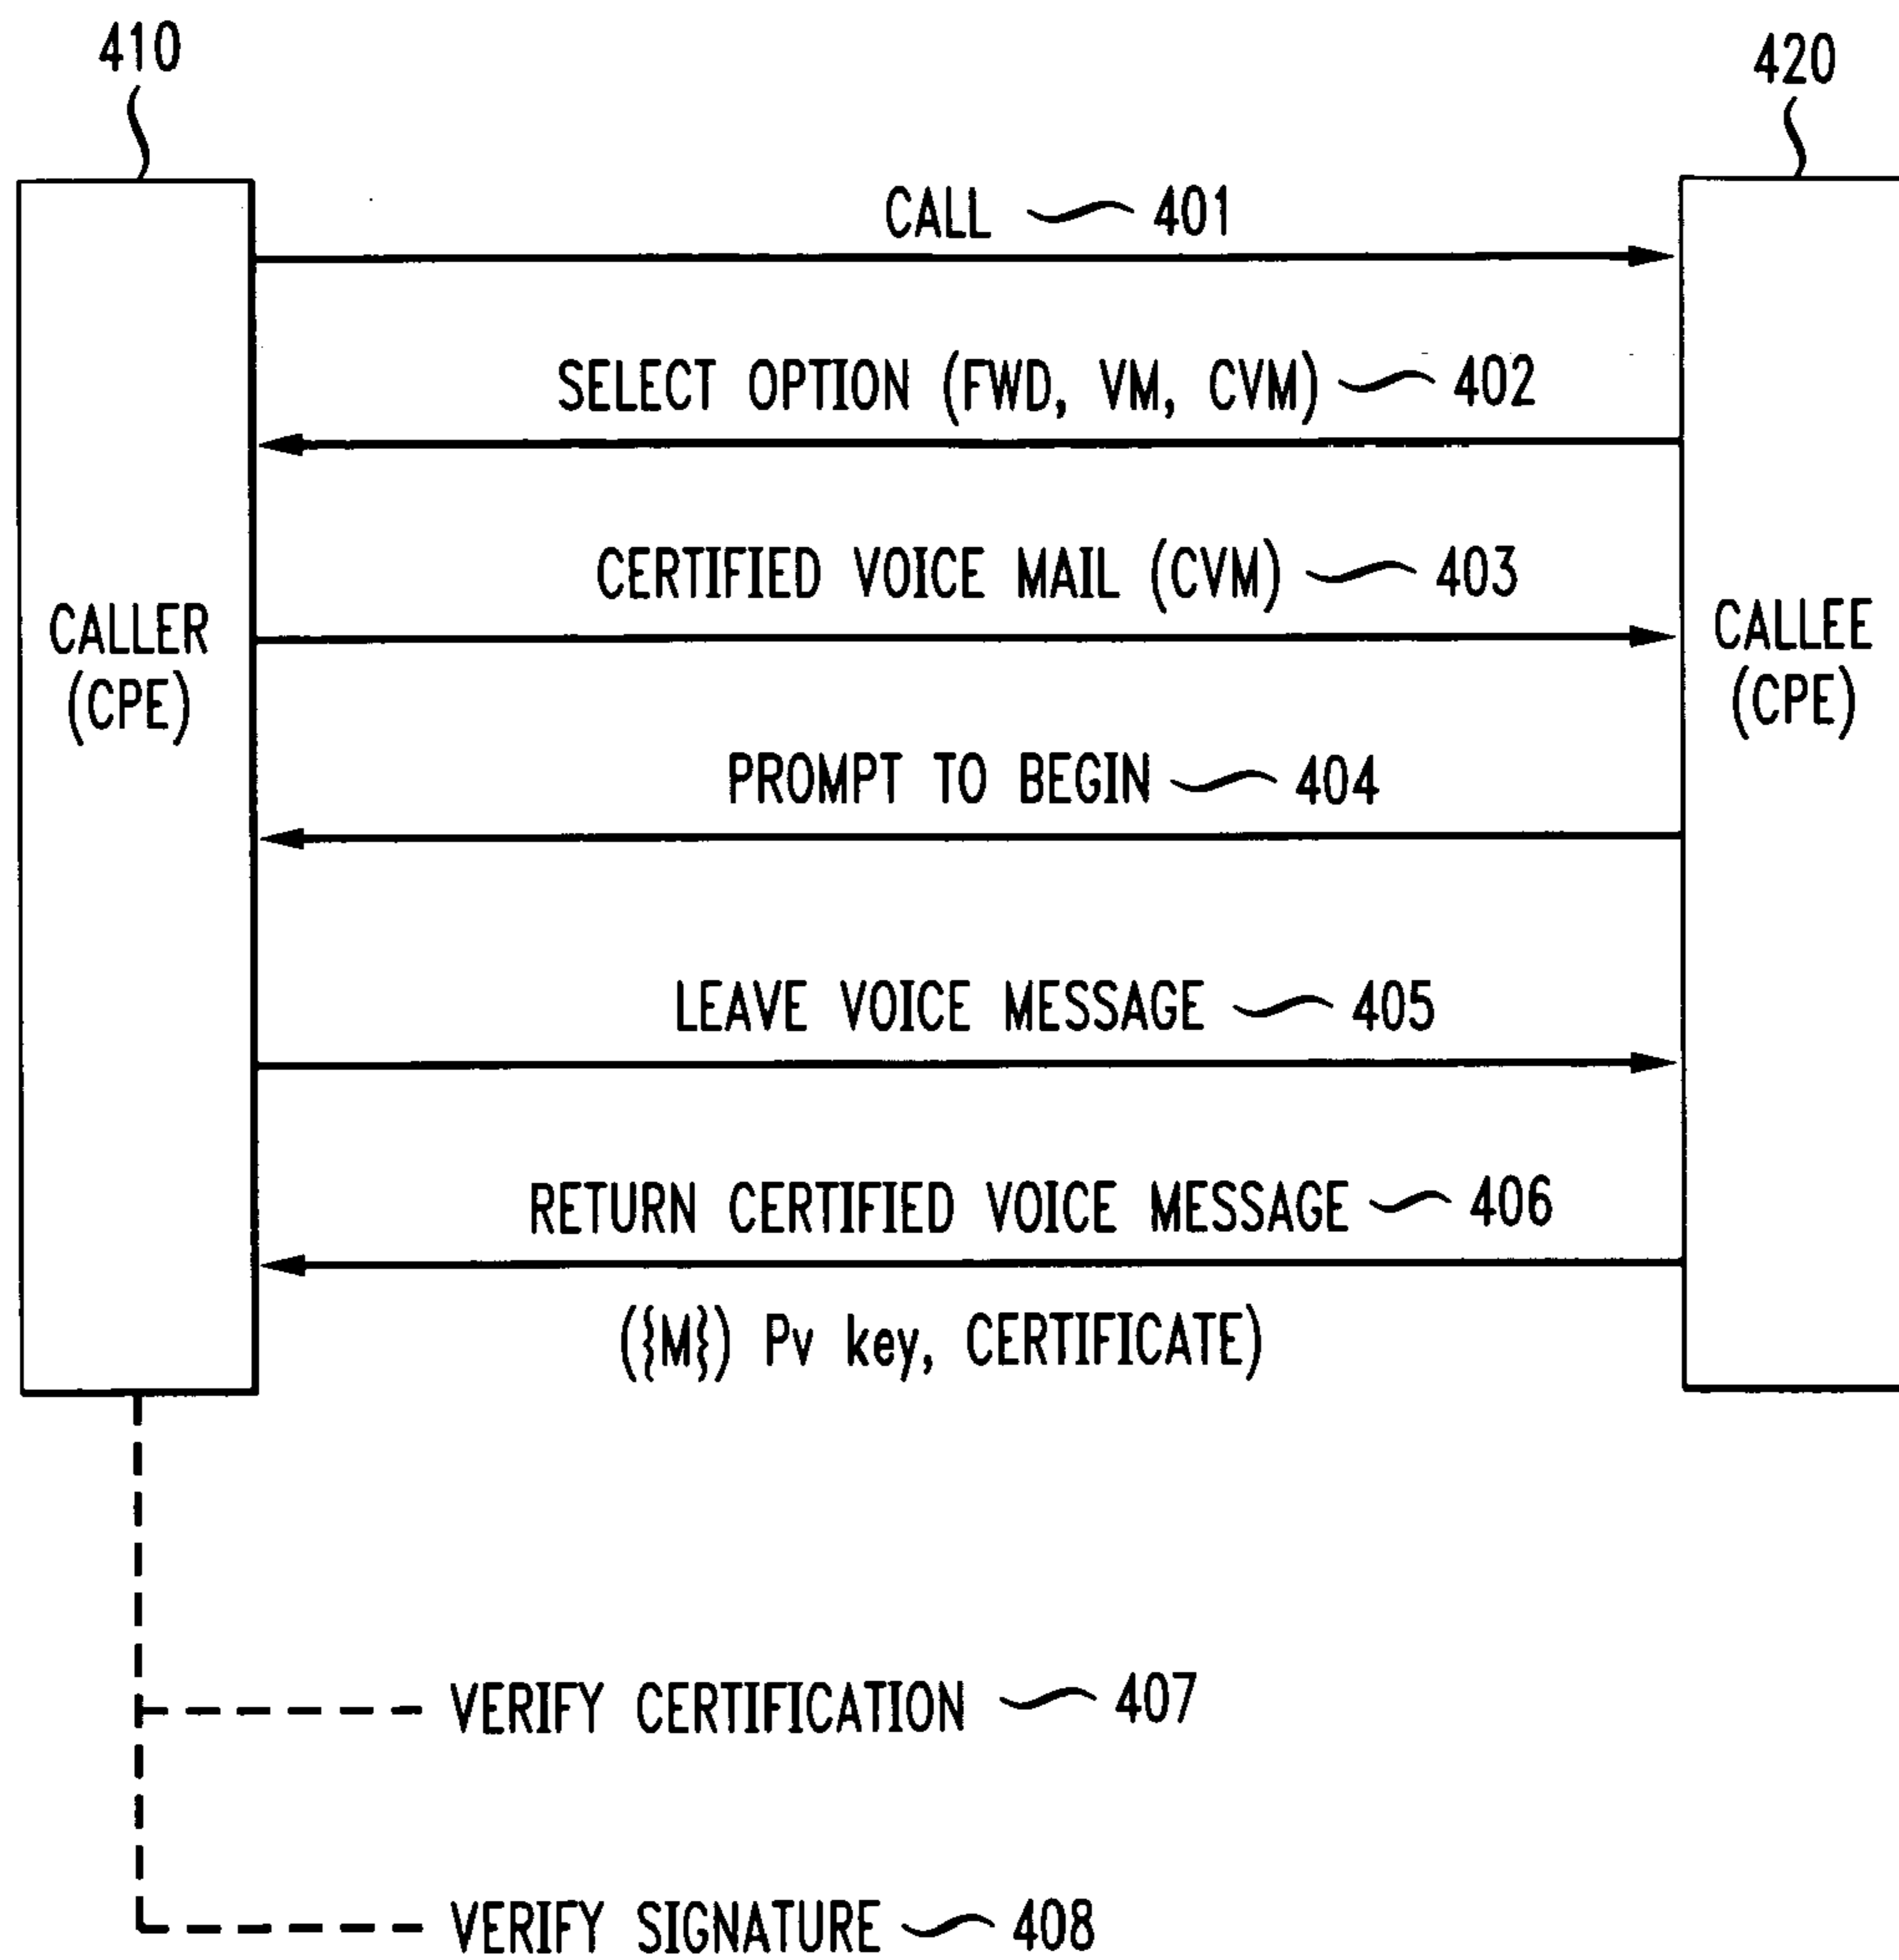 410
420
CALL 401
SELECT OPTION (FWD, VM, CVM) 402
CERTIFIED VOICE MAIL (CVM) 403
CALLER
(CPE)
CALLEE
(CPE)
PROMPT TO BEGIN 404
LEAVE VOICE MESSAGE 405
RETURN CERTIFIED VOICE MESSAGE 406
({M}) Pv key, CERTIFICATE)
VERIFY CERTIFICATION 407
VERIFY SIGNATURE 408